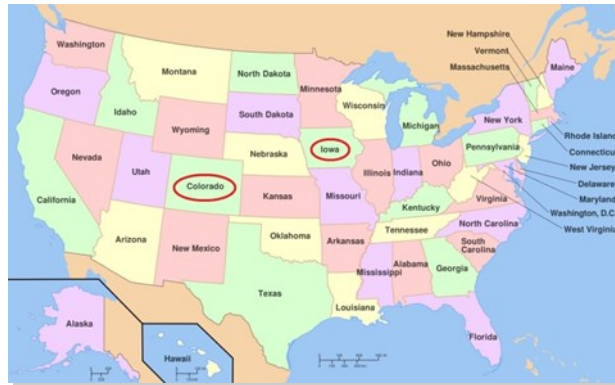 Washington
Montana
North Dakota
Minnesota
Oregon
Idaho
Wyoming
South Dakota
Wisconsin
Michigan
New York
Maine
New Hampshire
Vermont
Massachusetts
Rhode Island
Connecticut
New Jersey
Delaware
Maryland
Washington, D.C
West Virginia
Nevada
Utah
Colorado
Nebraska
Iowa
Illinois
Indiana
Ohio
Pennsylvania
California
Kansas
Missouri
Kentucky
Virginia
Arizona
New Mexico
Oklahoma
Arkansas
Tennessee
North Carolina
South
Carolina
Texas
Louisiana
Mississippi
Alabama
Georgia
Florida
Alaska
Hawaii